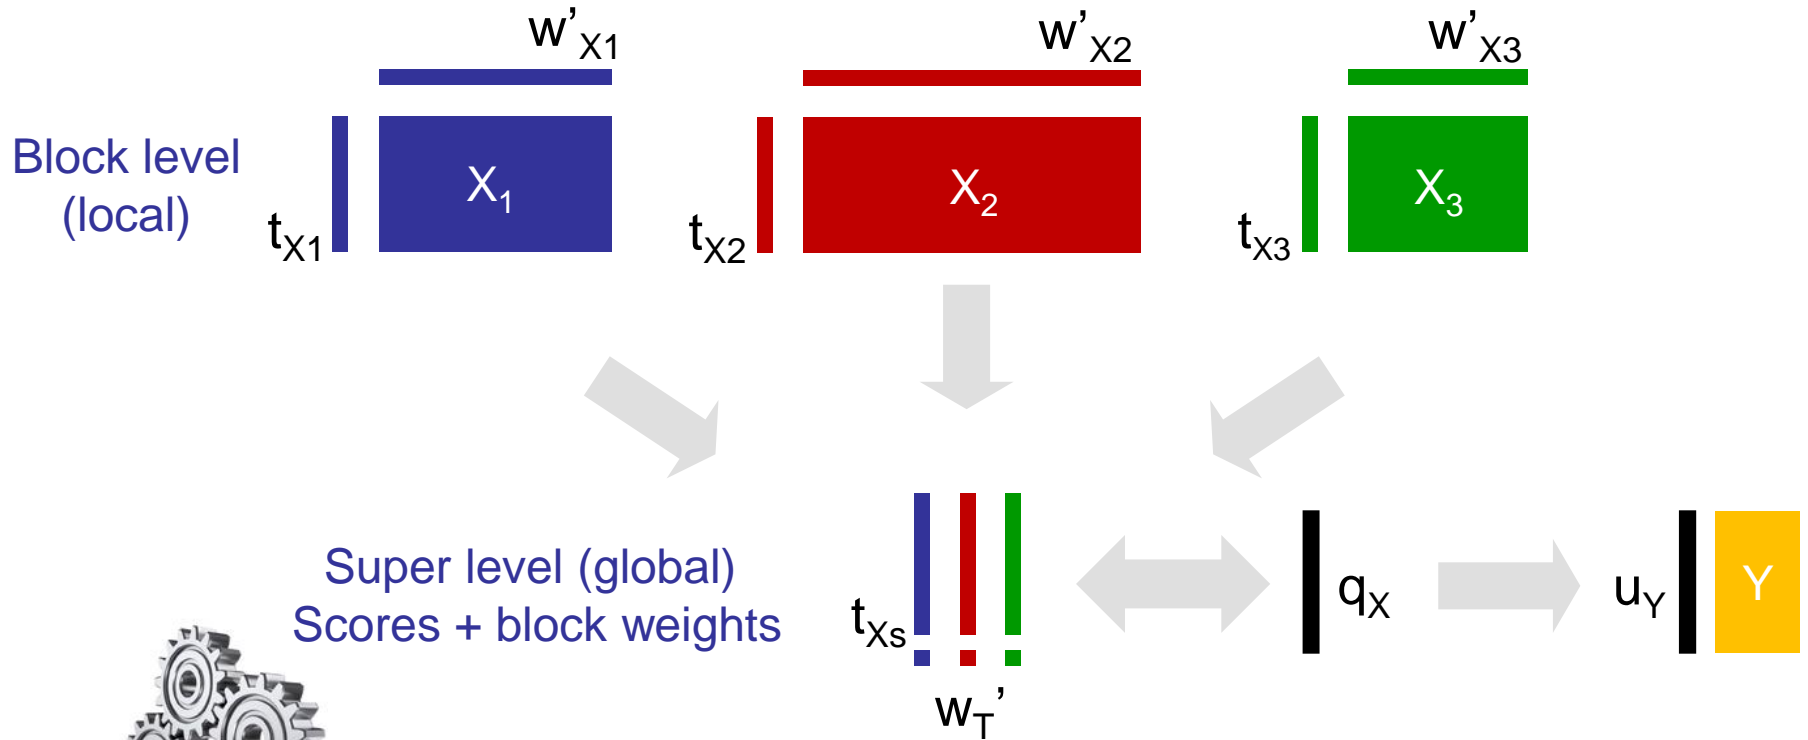 w’X1
w’X2
w’X3
Block level
(local)
X1
X2
X3
tX1
tX2
tX3
Super level (global)
Scores + block weights
tXs
wT’
qX
uY
Y